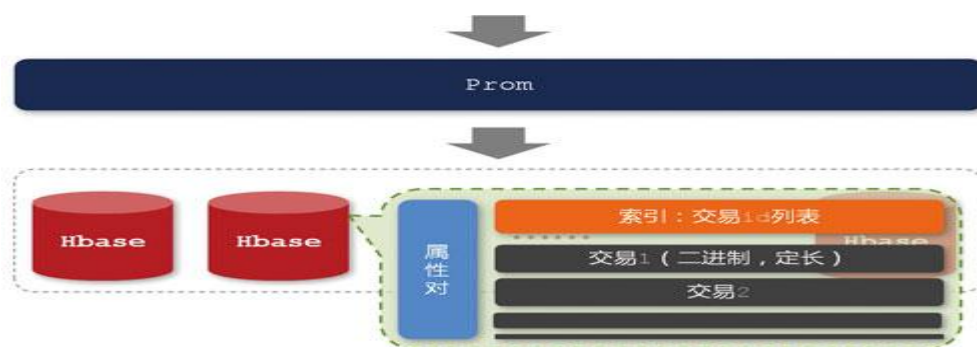 Prom
Hbase
Hbase
属性对
索引：交易id列表
......
Hbase
交易1（二进制，定长）
交易2